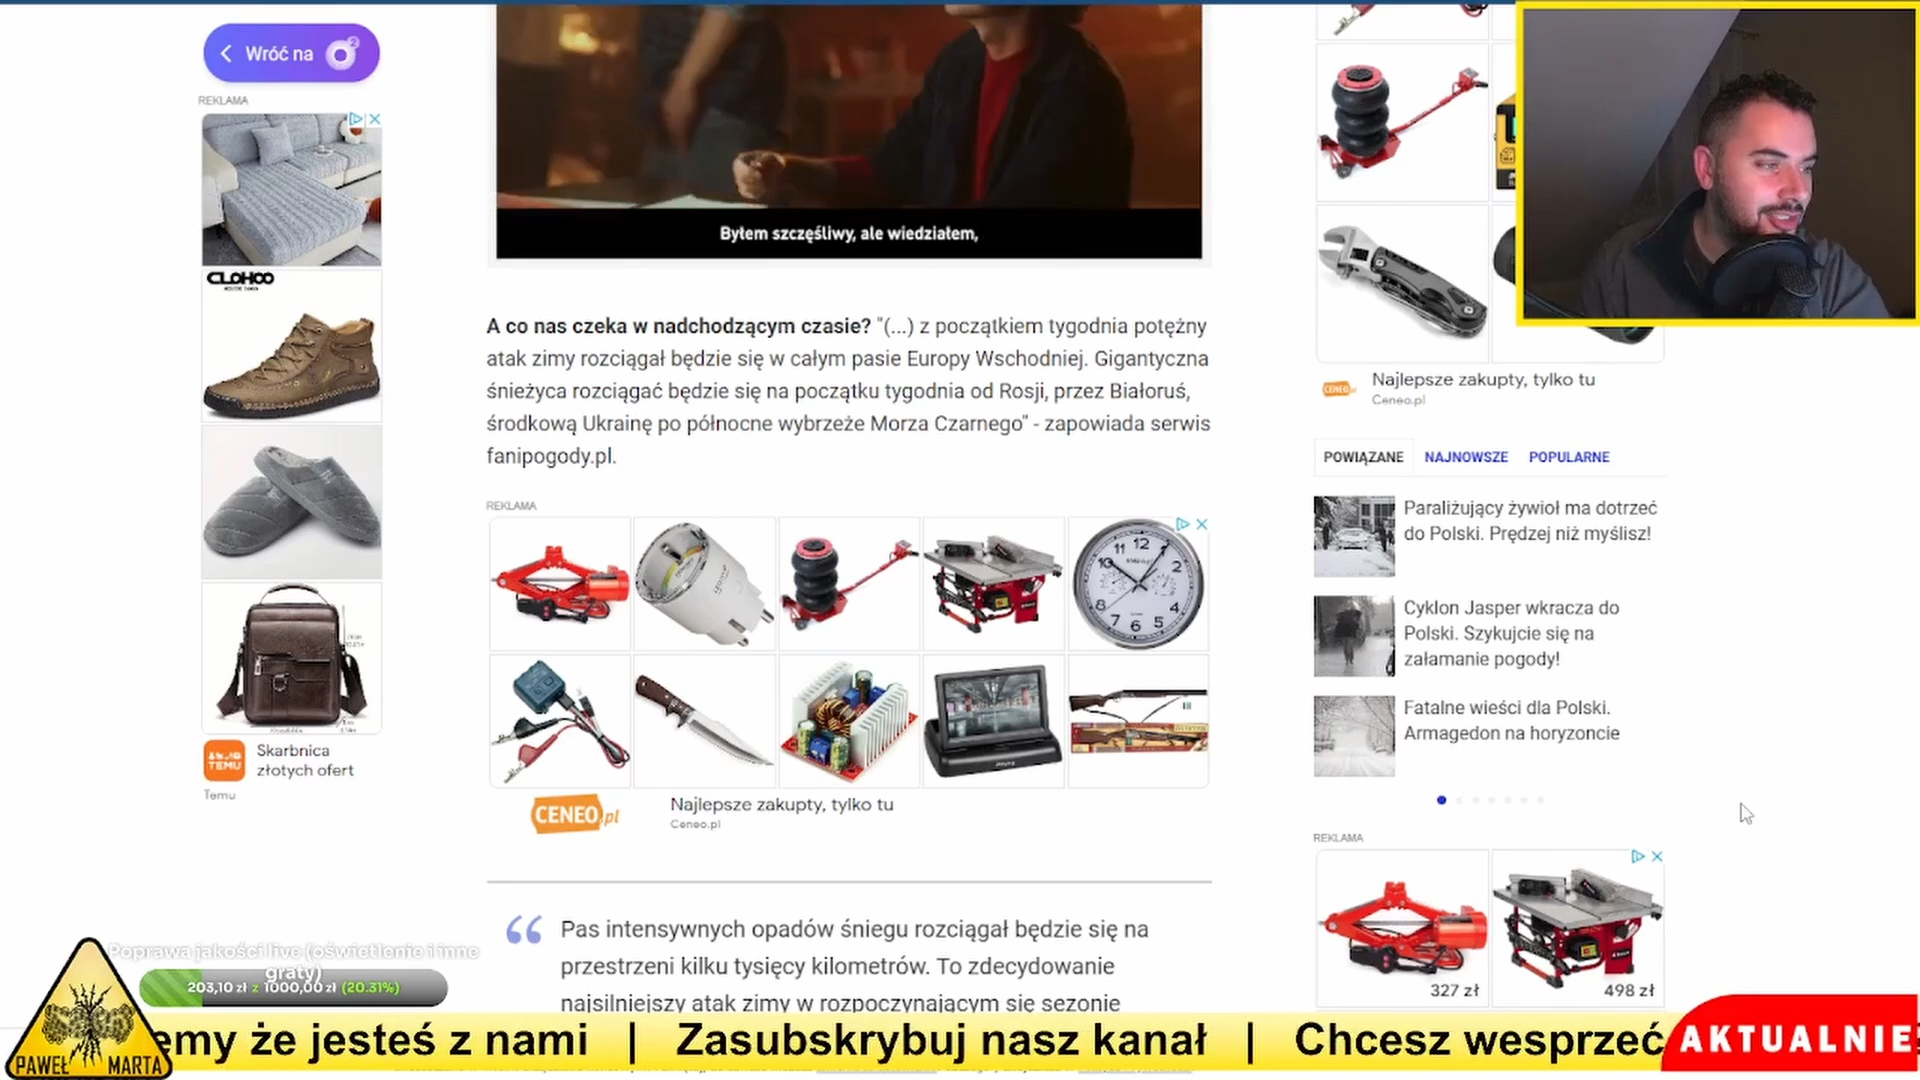 Wróć na
REKLAMA
CLOHOO
Skarbnica
złotych ofert
TEMU
Temu
Byłem szczęśliwy, ale wiedziałem,
A co nas czeka w nadchodzącym czasie? "(...) z początkiem tygodnia potężny
atak zimy rozciągał będzie się w całym pasie Europy Wschodniej. Gigantyczna
śnieżyca rozciągać będzie się na początku tygodnia od Rosji, przez Białoruś,
środkową Ukrainę po północne wybrzeże Morza Czarnego" - zapowiada serwis
fanipogody.pl.
REKLAMA
CENEO.pl
Najlepsze zakupty, tylko tu
Ceneo.pl
Pas intensywnych opadów śniegu rozciągał będzie się na
przestrzeni kilku tysięcy kilometrów. To zdecydowanie
najsilniejszy atak zimy w rozpoczynającym się sezonie
CENEO
Najlepsze zakupty, tylko tu
Ceneo.pl
POWIĄZANE NAJNOWSZE POPULARNE
Paraliżujący żywioł ma dotrzeć
do Polski. Prędzej niż myślisz!
Cyklon Jasper wkracza do
Polski. Szykujcie się na
załamanie pogody!
Fatalne wieści dla Polski.
Armagedon na horyzoncie
REKLAMA
327 zł 498 zł
Poprawa jakości live (oświetlenie i inne
graty)
203,10 zł z 1000,00 zł (20.31%)
PAWEŁ MARTA
emy że jesteś z nami | Zasubskrybuj nasz kanał | Chcesz wesprzeć
AKTUALNIE